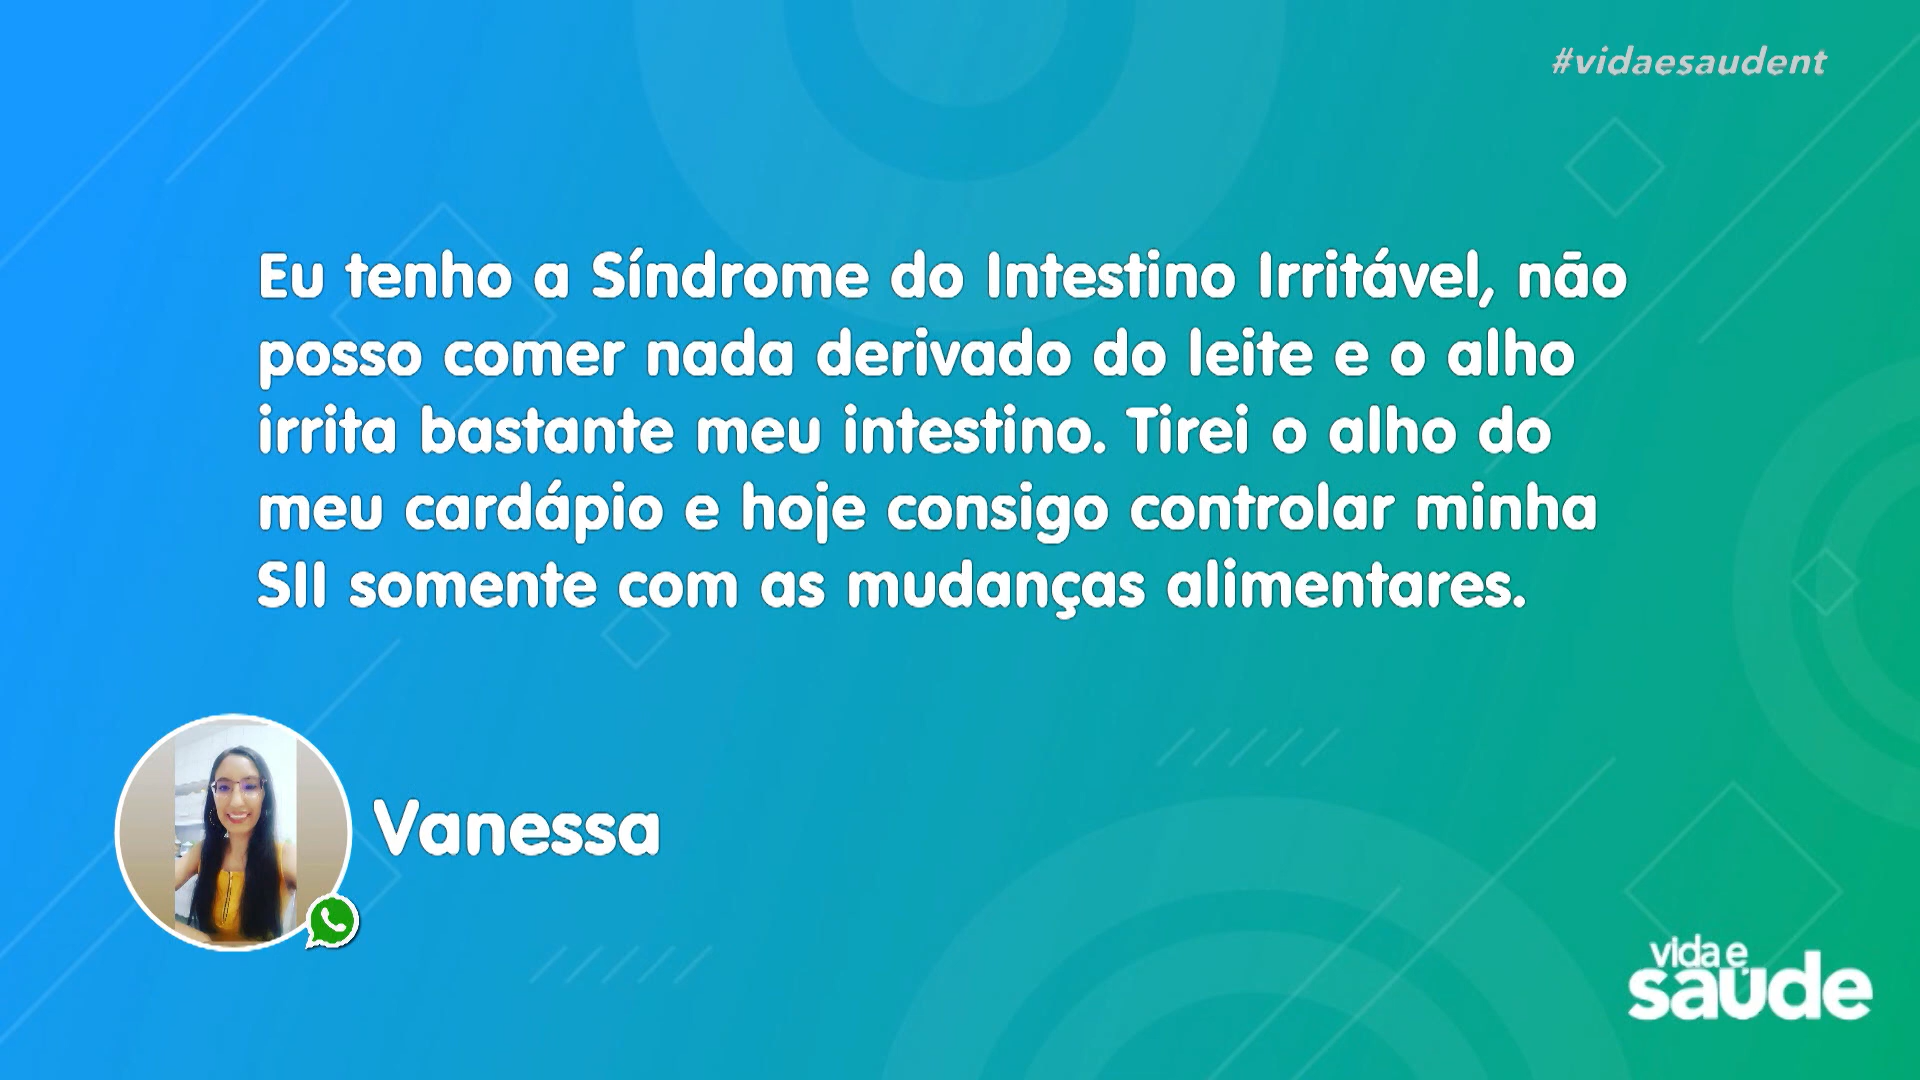 #vidaesaudent
Eu tenho a Síndrome do Intestino Irritável, não
posso comer nada derivado do leite e o alho
irrita bastante meu intestino. Tirei o alho do
meu cardápio e hoje consigo controlar minha
SII somente com as mudanças alimentares.
Vanessa
vida e
saúde